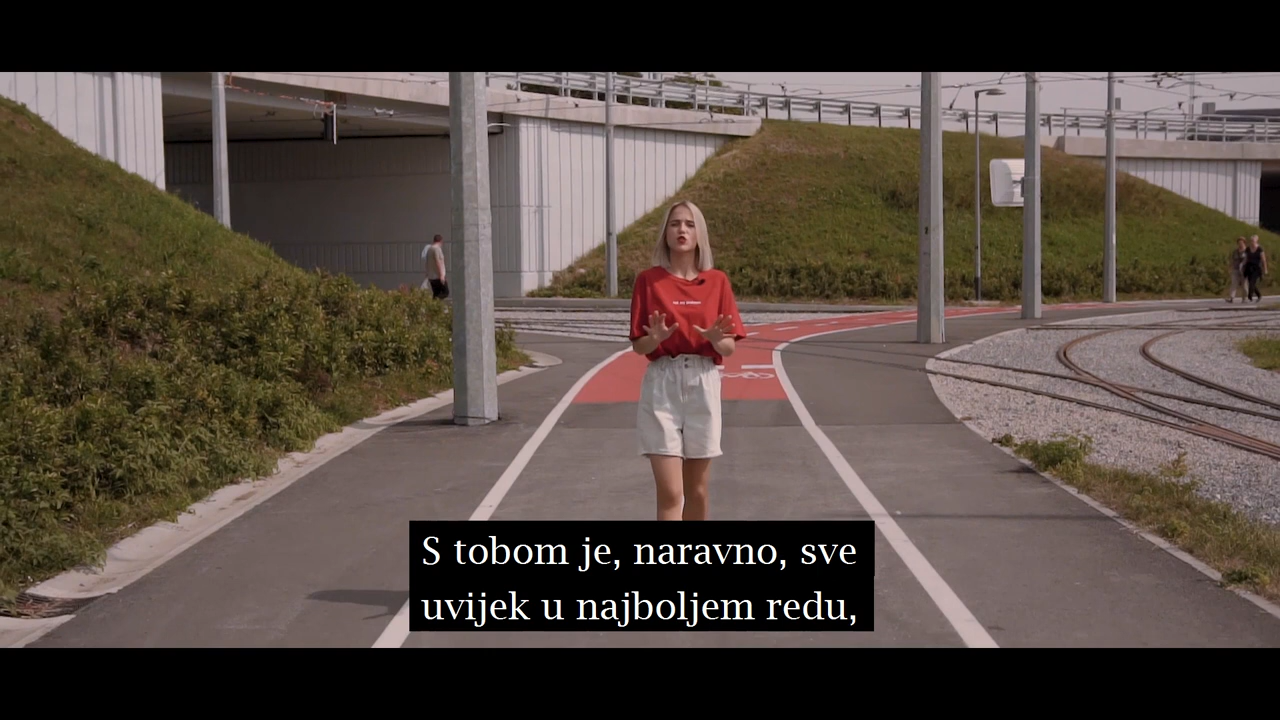 S tobom je, naravno, sve
uvijek u najboljem redu,